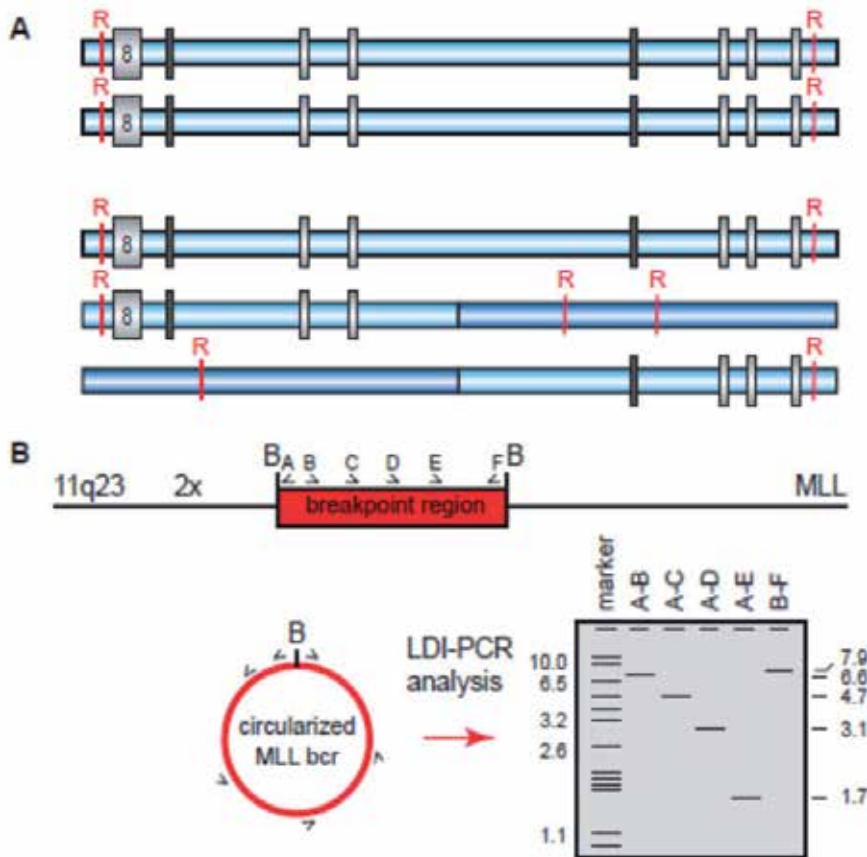 A
R R
8
R R
8
R R
8
R R R
8
R R
B
B A B C D E F B
11q23 2x MLL
breakpoint region
marker A-B A-C A-D A-E B-F
B
LDI-PCR
analysis
circularized
MLL bcr
10.0 7.9
6.5 6.6
4.7
3.2 3.1
2.6
1.7
1.1